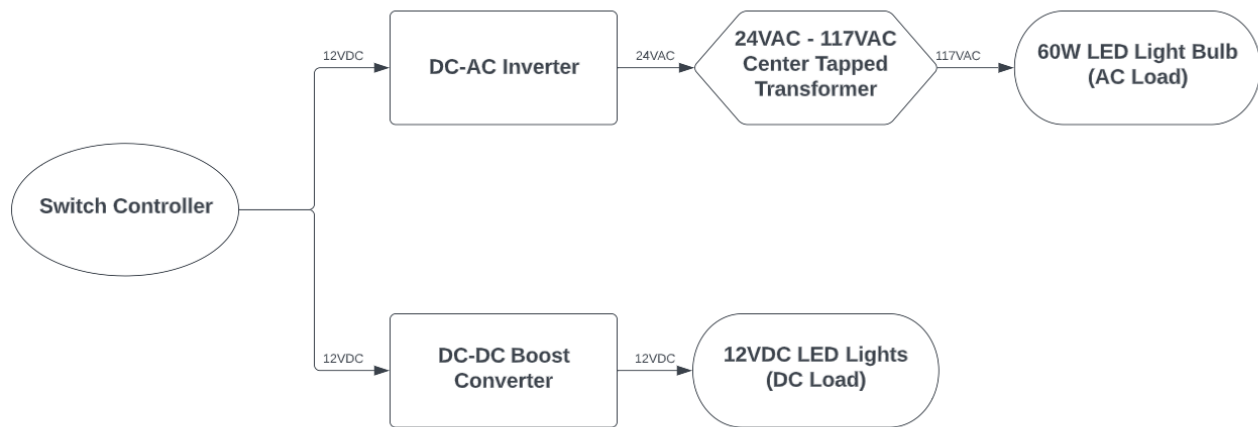 12VDC
DC-AC Inverter
24VAC
24VAC - 117VAC
Center Tapped
Transformer
117VAC
60W LED Light Bulb
(AC Load)
Switch Controller
12VDC
DC-DC Boost
Converter
12VDC
12VDC LED Lights
(DC Load)